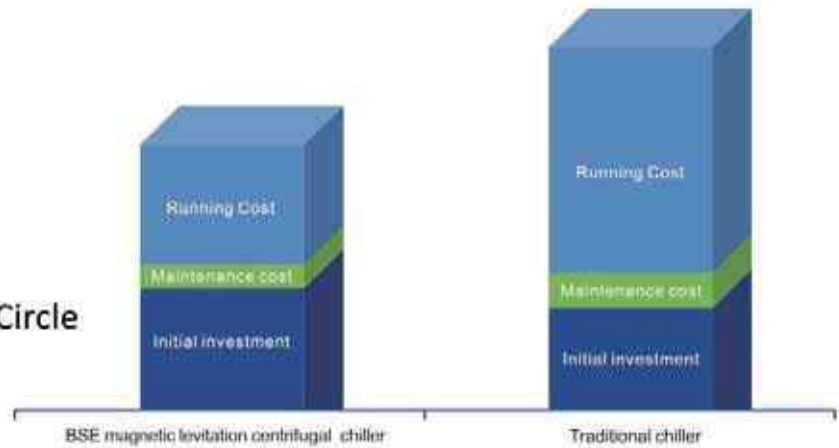 Running Cost
Maintenance cost
Initial investment
Running Cost
Maintenance cost
Initial investment
Circle
BSE magnetic levitation centrifugal chiller
Traditional chiller